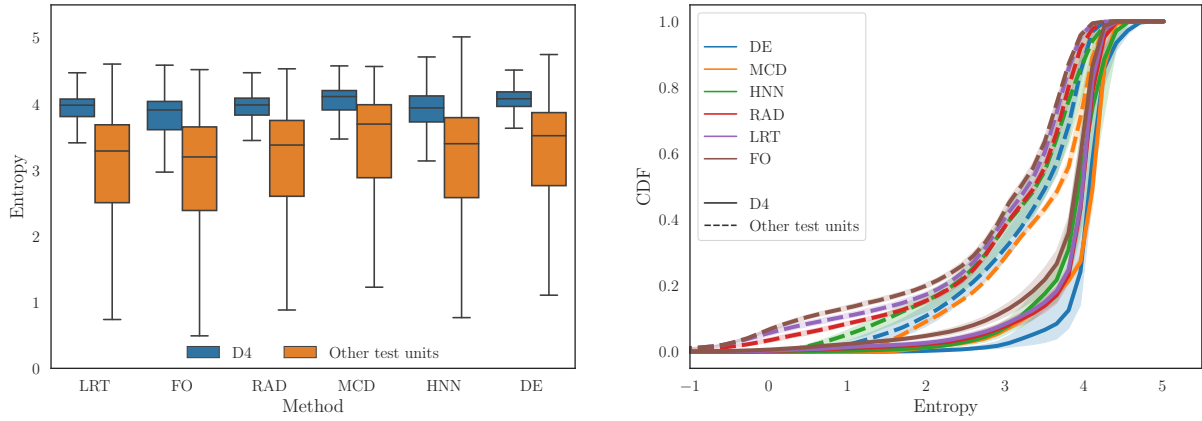 5
4
3
2
1
0
Entropy
LRT
FO
RAD
MCD
HNN
DE
Method
D4
Other test units
1.0
0.8
0.6
0.4
0.2
0.0
CDF
DE
MCD
HNN
RAD
LRT
FO
D4
Other test units
−1
0
1
2
3
4
5
Entropy